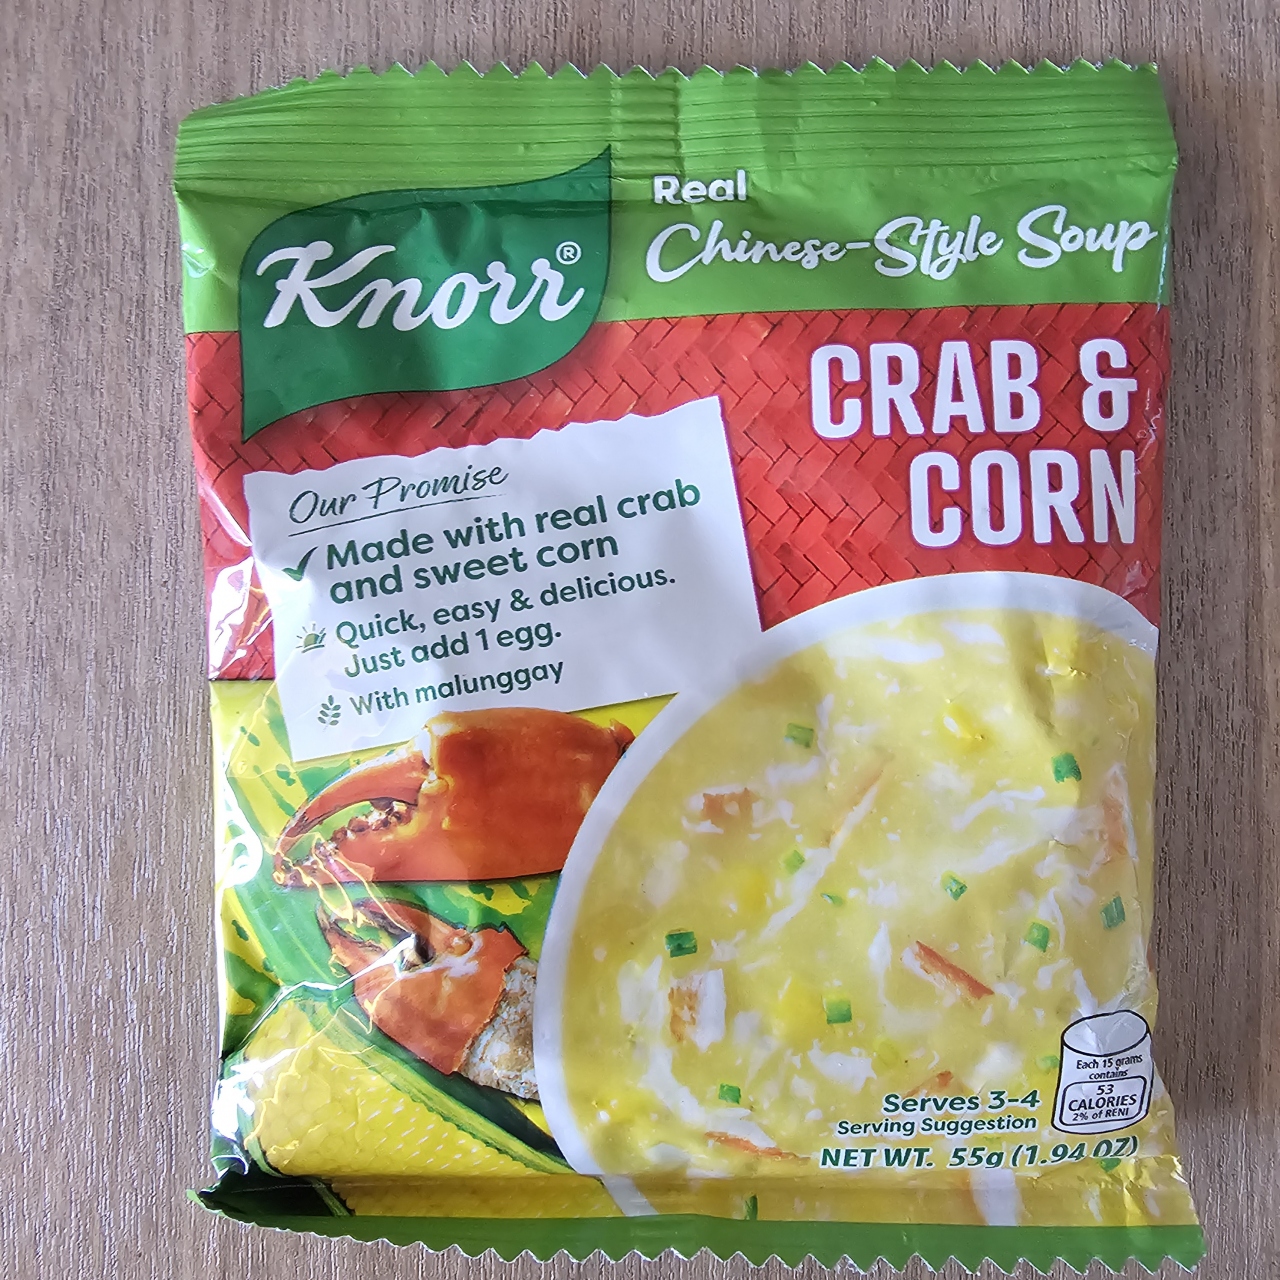 Knorr®
Real
Chinese-Style Soup
CRAB &
CORN
Our Promise
Made with real crab
and sweet corn
Quick, easy & delicious.
Just add 1 egg.
With malunggay
Each 15 grams
contains
53
CALORIES
2% of RENI
Serves 3-4
Serving Suggestion
NET WT. 55g (1.94 OZ)